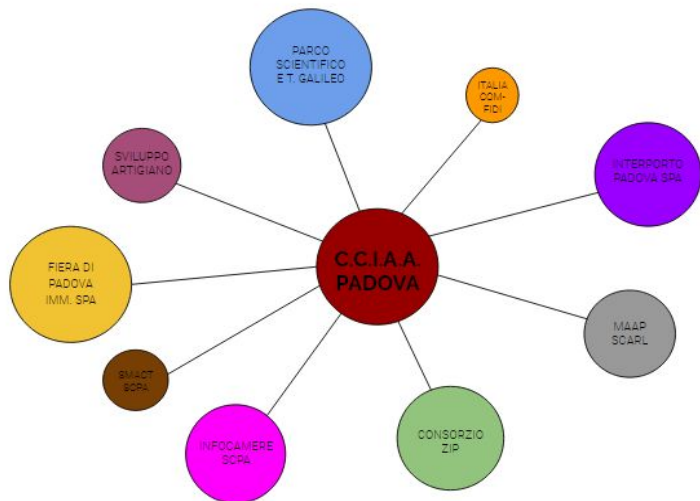 PARCO
SCIENTIFICO
E T. GALILEO
ITALIA
COM-
FIDI
SVILUPPO
ARTIGIANO
INTERPORTO
PADOVA SPA
C.C.I.A.A.
PADOVA
FIERA DI
PADOVA
IMM. SPA
MAAP
SCARL
SMACT
SCPA
CONSORZIO
ZIP
INFOCAMERE
SCPA